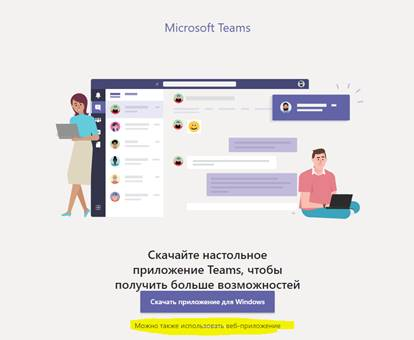 Microsoft Teams
Скачайте настольное
приложение Teams, чтобы
получить больше возможностей
Скачать приложение для Windows
Можно также использовать веб-приложение